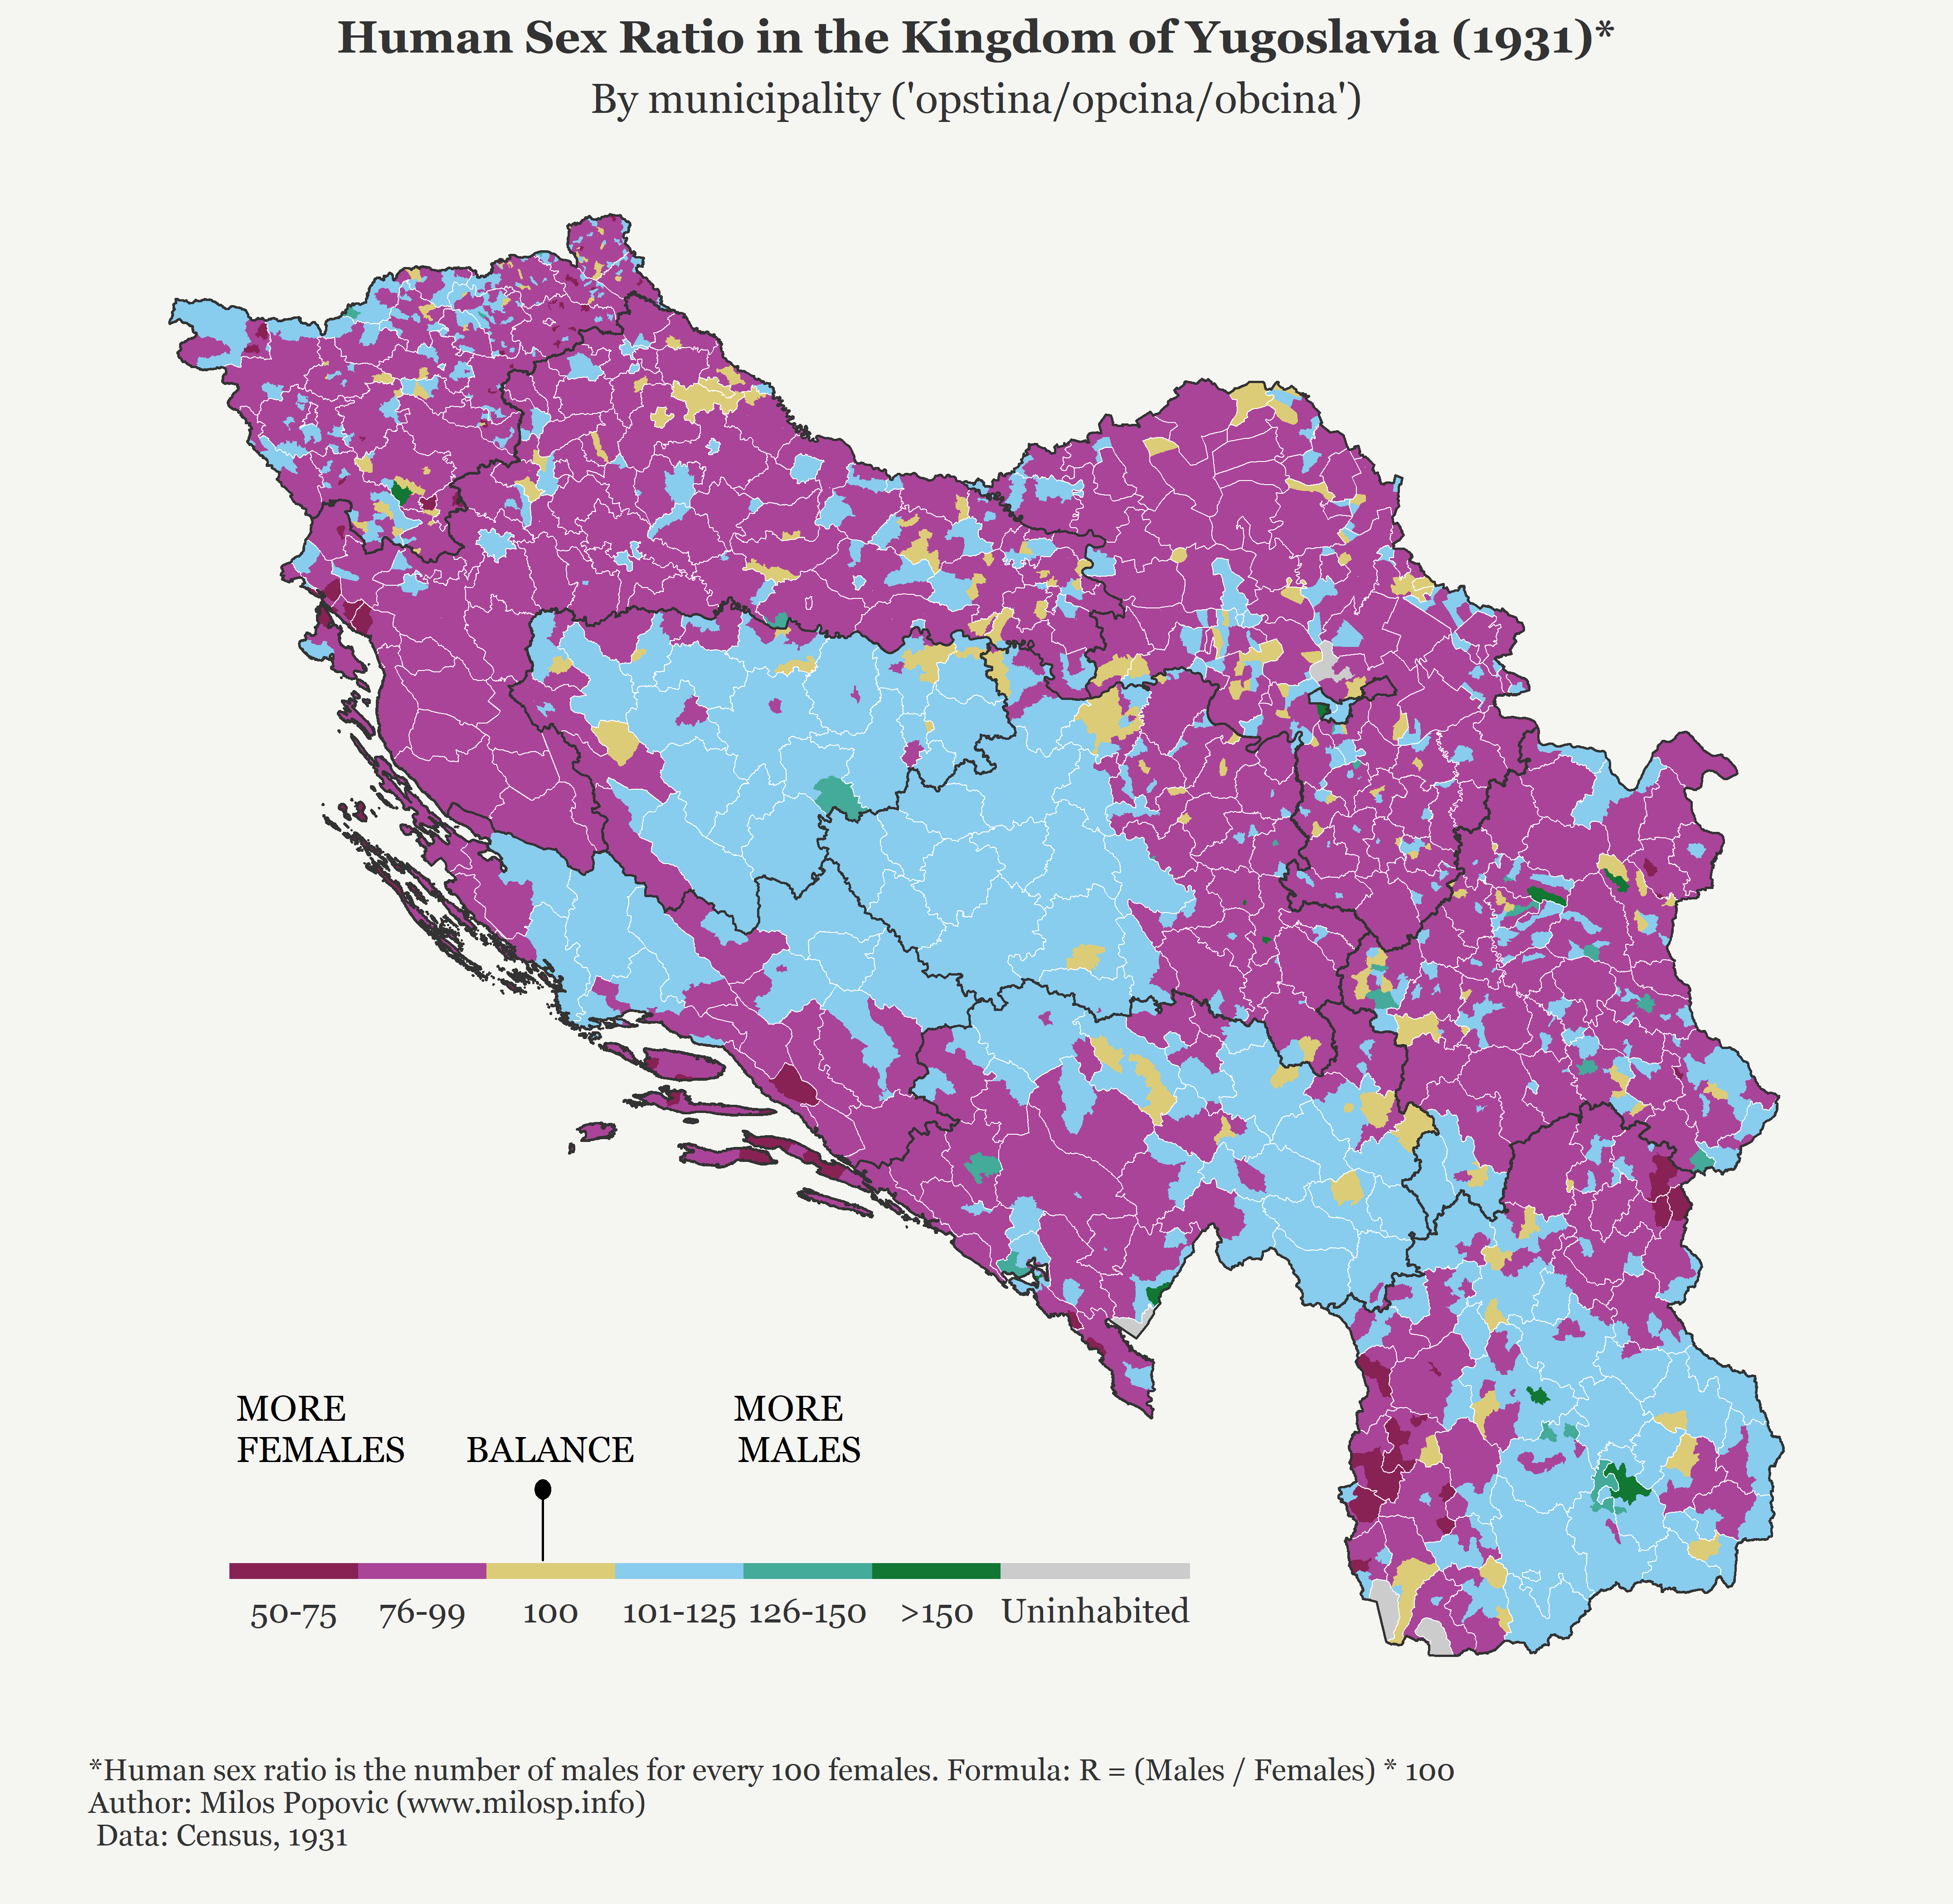 Human Sex Ratio in the Kingdom of Yugoslavia (1931)*
By municipality ('opstina/opcina/obcina')
MORE
FEMALES
BALANCE
MORE
MALES
50-75 76-99 100 101-125 126-150 >150 Uninhabited
*Human sex ratio is the number of males for every 100 females. Formula: R = (Males / Females) * 100
Author: Milos Popovic (www.milosp.info)
Data: Census, 1931